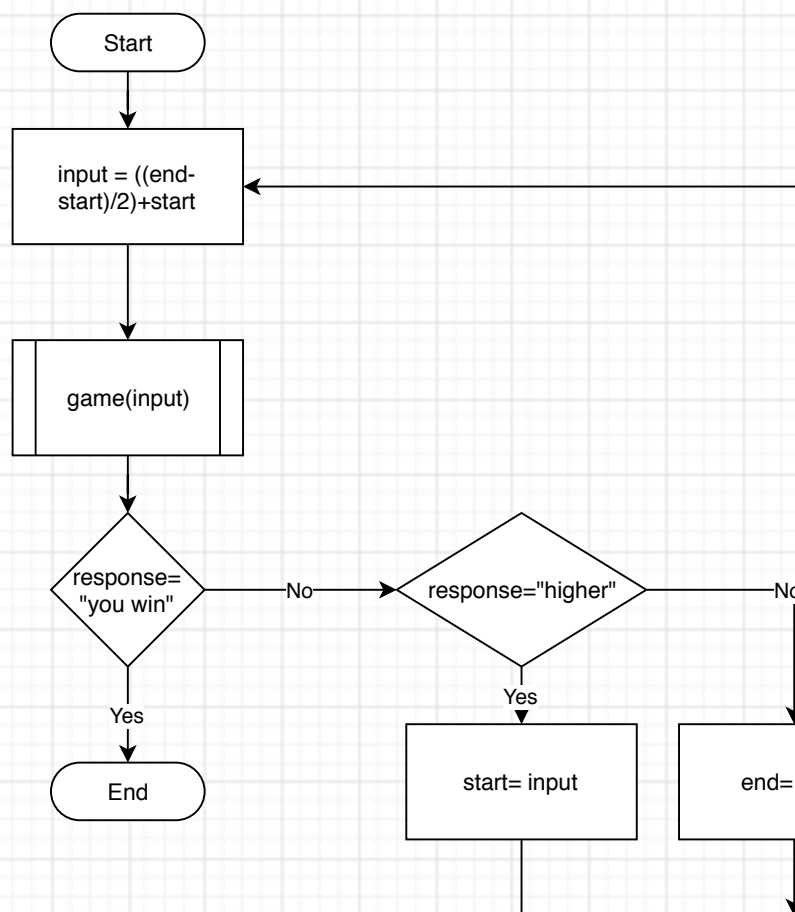 Start
input = ((end-
start)/2)+start
game(input)
response=
"you win"
No
response="higher"
No
Yes
Yes
start= input
end=
End